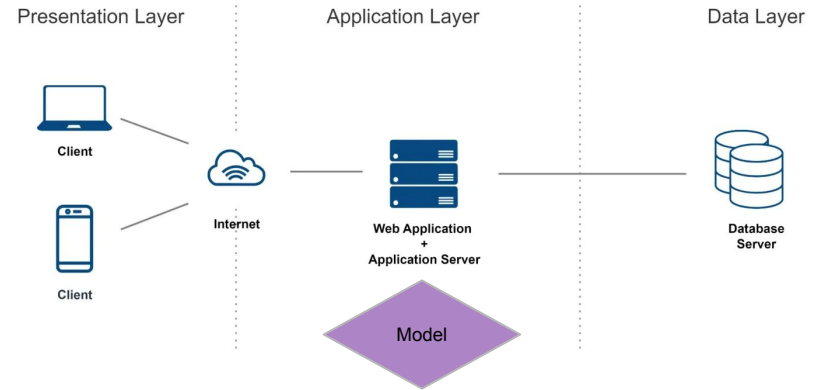 Presentation Layer
Application Layer
Data Layer
Client
Internet
Client
Web Application
+
Application Server
Database
Server
Model